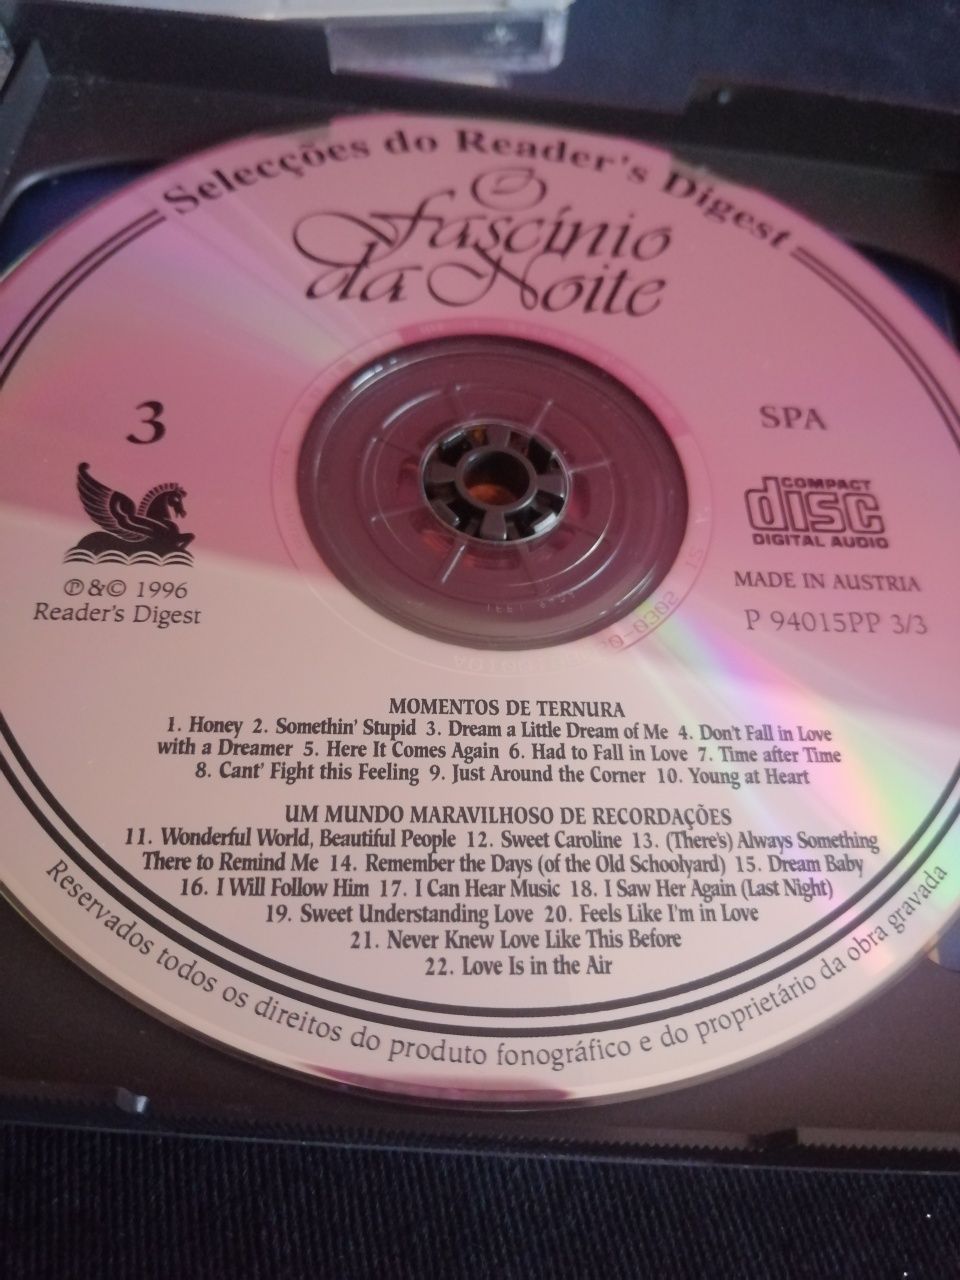 Selecções do Reader's Digest
O
Fascínio
da Noite
3
SPA
COMPACT
disc
DIGITAL AUDIO
℗&© 1996
Reader's Digest
MADE IN AUSTRIA
P 94015PP 3/3
MOMENTOS DE TERNURA
1. Honey 2. Somethin' Stupid 3. Dream a Little Dream of Me 4. Don't Fall in Love
with a Dreamer 5. Here It Comes Again 6. Had to Fall in Love 7. Time after Time
8. Cant' Fight this Feeling 9. Just Around the Corner 10. Young at Heart
UM MUNDO MARAVILHOSO DE RECORDAÇÕES
11. Wonderful World, Beautiful People 12. Sweet Caroline 13. (There's) Always Something
There to Remind Me 14. Remember the Days (of the Old Schoolyard) 15. Dream Baby
16. I Will Follow Him 17. I Can Hear Music 18. I Saw Her Again (Last Night)
19. Sweet Understanding Love 20. Feels Like I'm in Love
21. Never Knew Love Like This Before
22. Love Is in the Air
Reservados todos os direitos do produto fonográfico e do proprietário da obra gravada